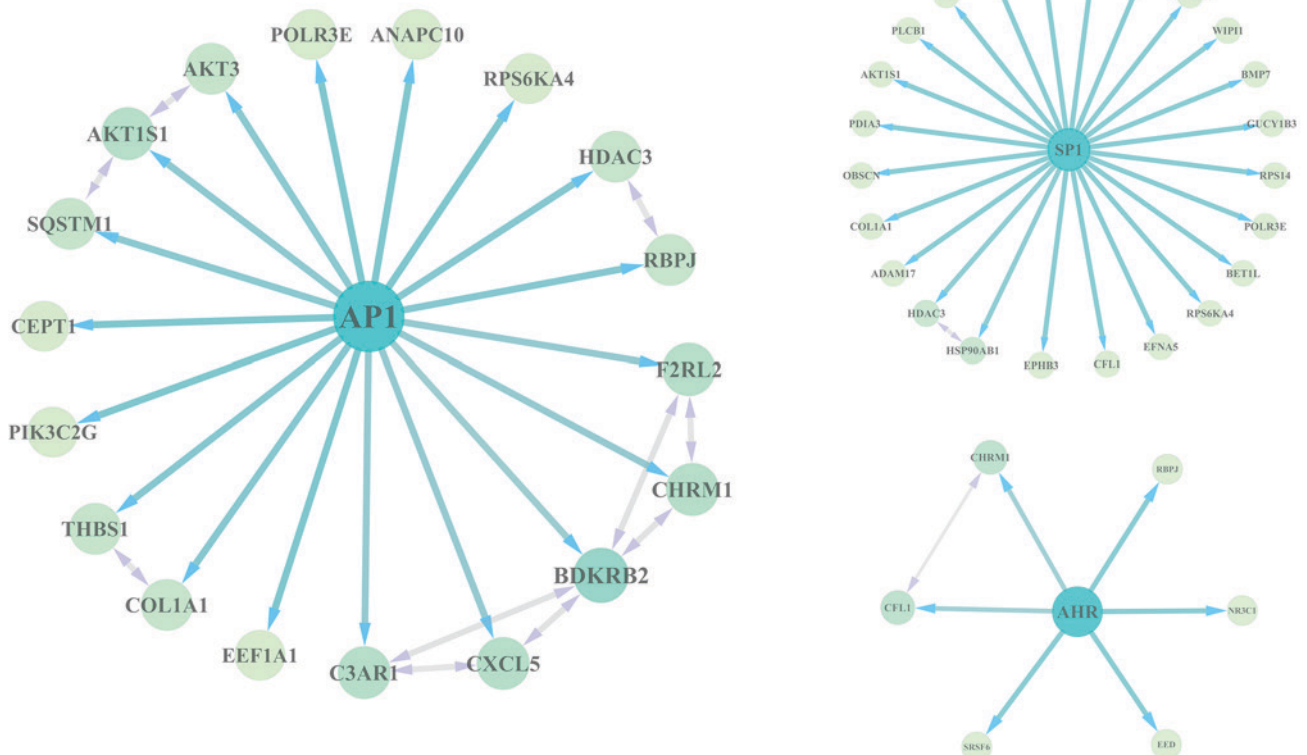 POLR3E
ANAPC10
AKT3
RPS6KA4
AKT1S1
HDAC3
SQSTM1
RBPJ
AP1
CEPT1
F2RL2
PIK3C2G
CHRM1
THBS1
BDKRB2
COL1A1
EEF1A1
C3AR1
CXCL5
PLCB1
WIPI1
AKT1S1
BMP7
PDIA3
GUCY1B3
SP1
OBSCN
RPS14
COL1A1
POLR3E
ADAM17
BET1L
HDAC3
RPS6KA4
HSP90AB1
EFNA5
EPHB3
CFL1
CHRM1
RBPJ
CFL1
AHR
NR3C1
SRSF6
EED